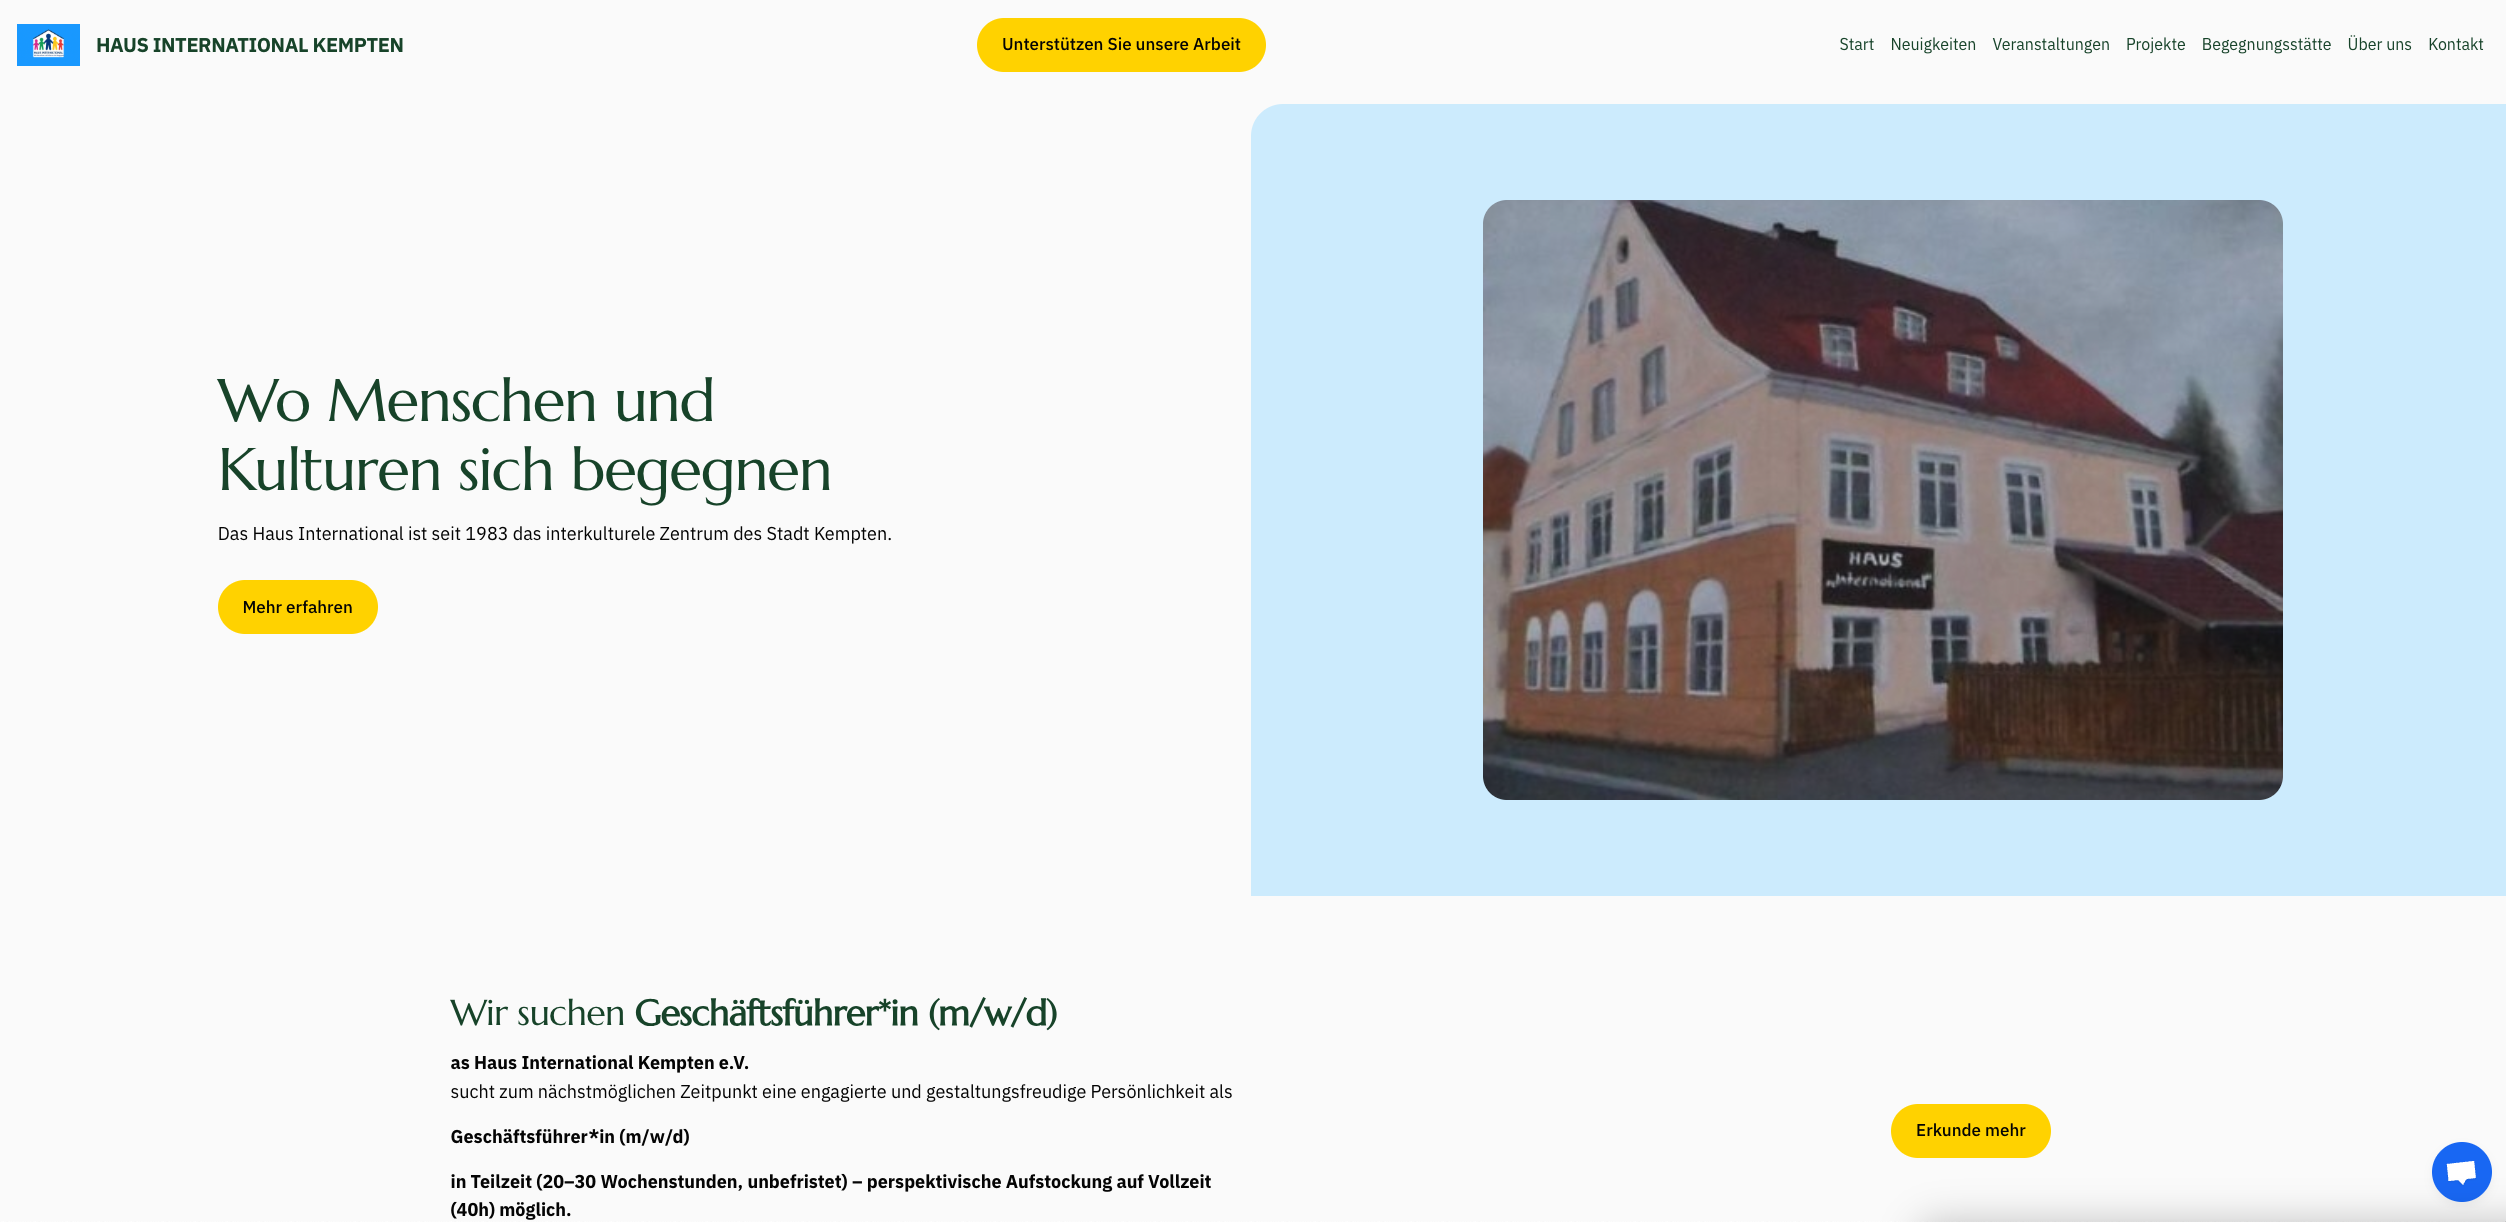 HAUS INTERNATIONAL KEMPTEN
Unterstützen Sie unsere Arbeit
Start Neuigkeiten Veranstaltungen Projekte Begegnungsstätte Über uns Kontakt
Wo Menschen und
Kulturen sich begegnen
Das Haus International ist seit 1983 das interkulturele Zentrum des Stadt Kempten.
Mehr erfahren
HAUS
„International“
Wir suchen Geschäftsführer*in (m/w/d)
as Haus International Kempten e.V.
sucht zum nächstmöglichen Zeitpunkt eine engagierte und gestaltungsfreudige Persönlichkeit als
Geschäftsführer*in (m/w/d)
in Teilzeit (20–30 Wochenstunden, unbefristet) – perspektivische Aufstockung auf Vollzeit
(40h) möglich.
Erkunde mehr